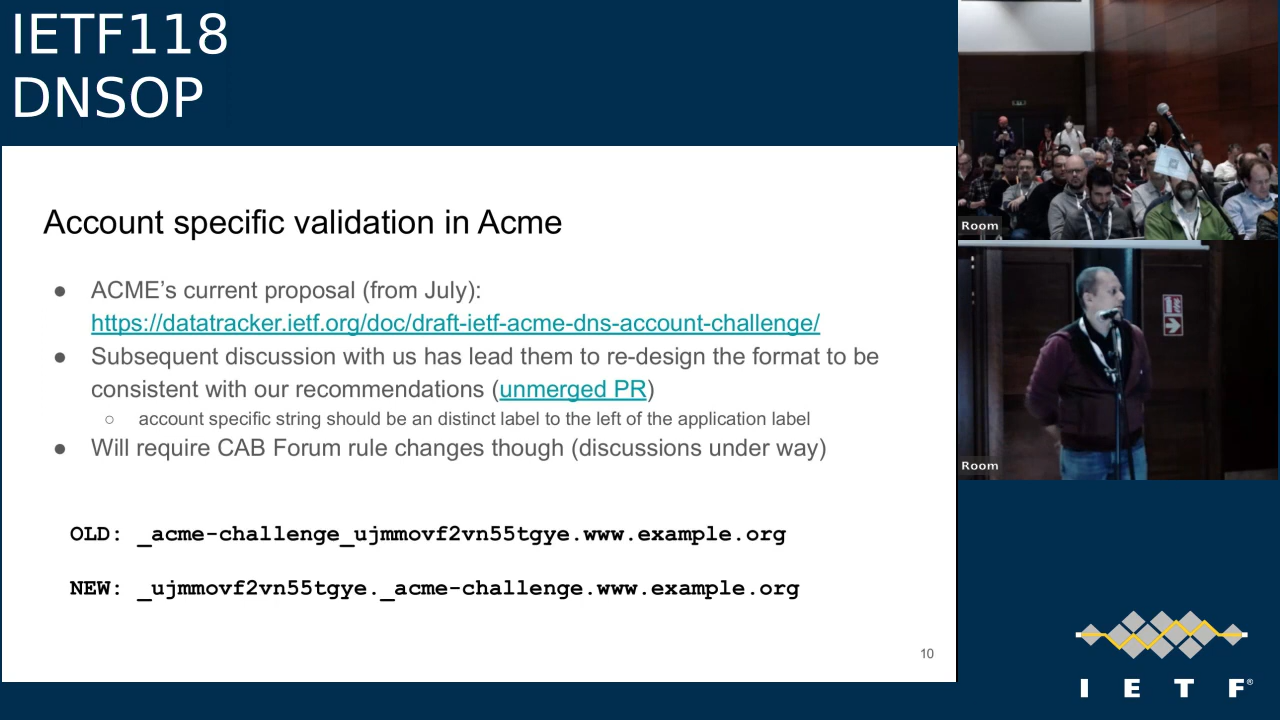 IETF118
DNSOP
Account specific validation in Acme
● ACME's current proposal (from July):
https://datatracker.ietf.org/doc/draft-ietf-acme-dns-account-challenge/
● Subsequent discussion with us has lead them to re-design the format to be
consistent with our recommendations (unmerged PR)
○ account specific string should be an distinct label to the left of the application label
● Will require CAB Forum rule changes though (discussions under way)
OLD: _acme-challenge_ujmmovf2vn55tgye.www.example.org
NEW: _ujmmovf2vn55tgye._acme-challenge.www.example.org
10
Room
Room
I E T F®